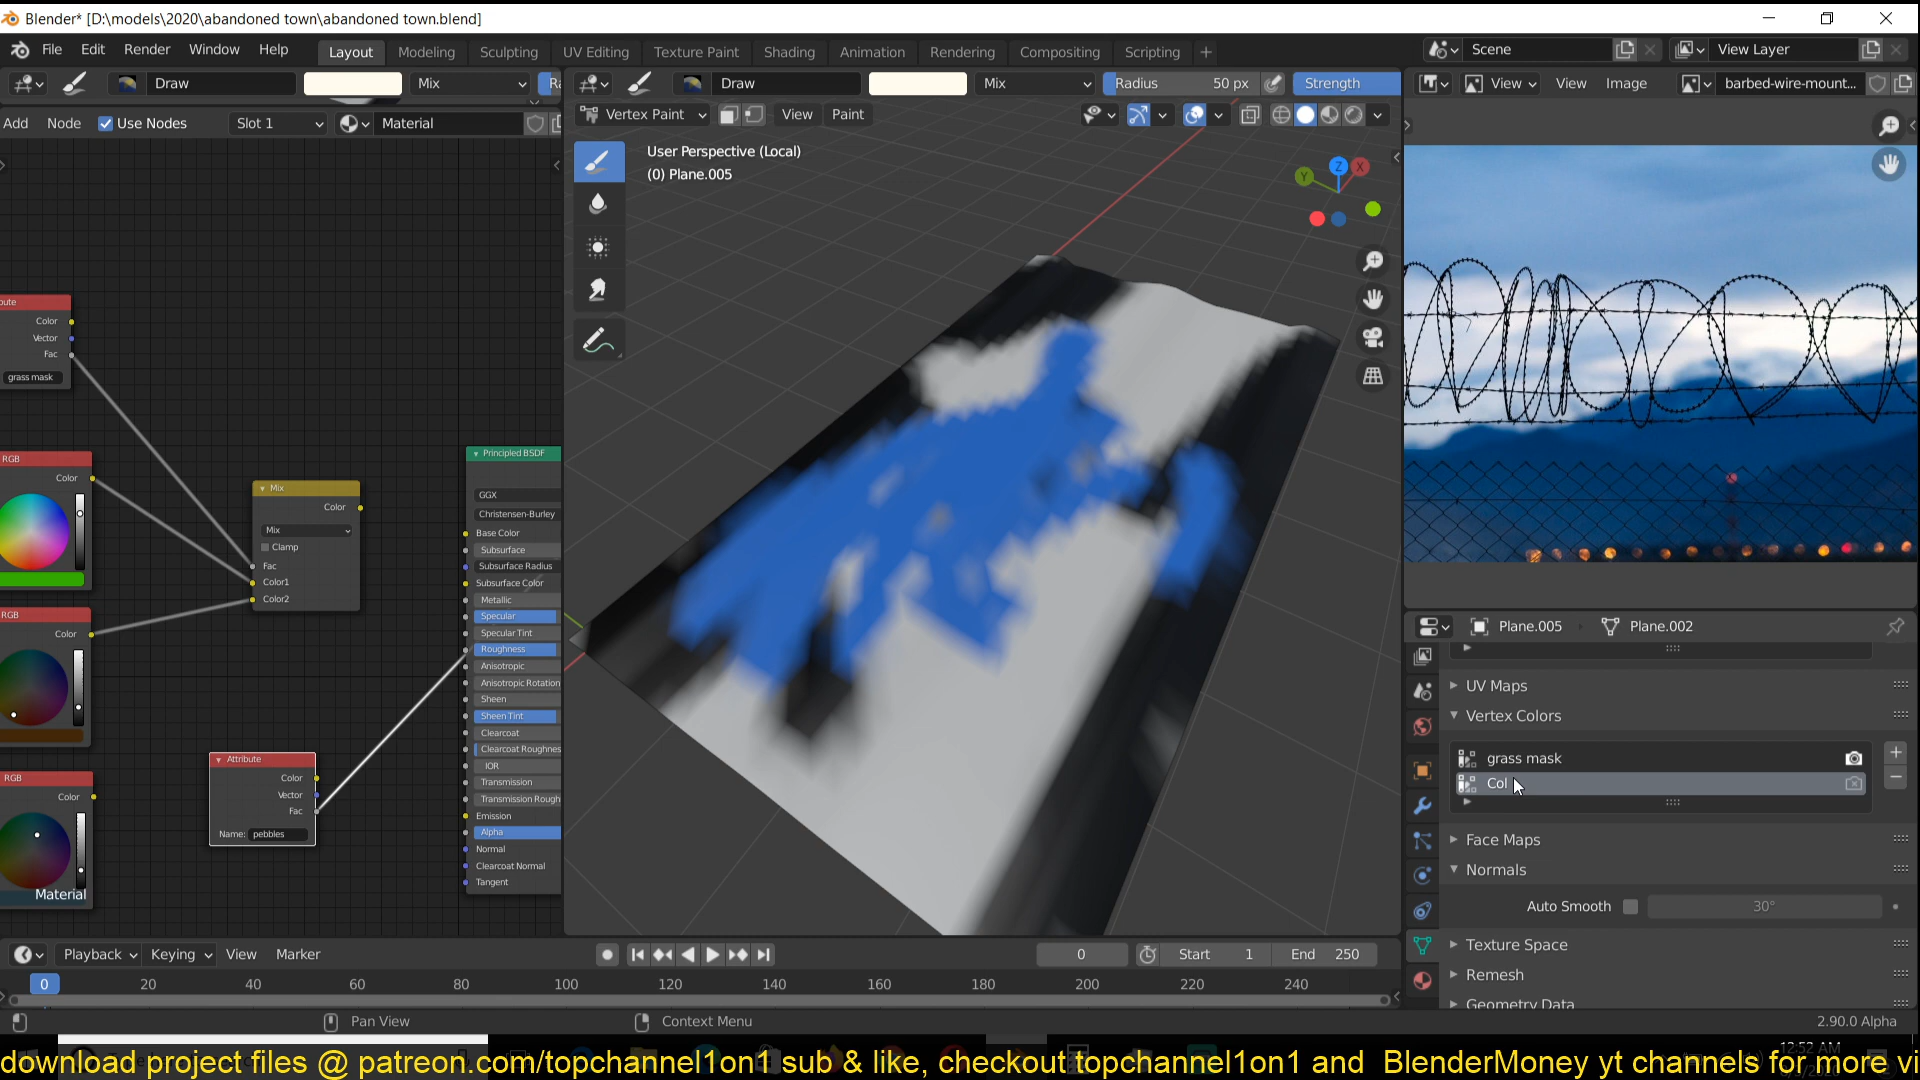 Blender* [D:\models\2020\abandoned town\abandoned town.blend]
File Edit Render Window Help Layout Modeling Sculpting UV Editing Texture Paint Shading Animation Rendering Compositing Scripting + Scene View Layer
Draw Mix Draw Mix Radius 50 px Strength View View Image barbed-wire-mount...
Add Node Use Nodes Slot 1 Material Vertex Paint View Paint
User Perspective (Local)
(0) Plane.005
Z X Y
Color
Vector
Fac
grass mask
RGB
Color
RGB
Color
RGB
Color
Material
Mix
Color
Mix
Clamp
Fac
Color1
Color2
Attribute
Color
Vector
Fac
Name: pebbles
Principled BSDF
GGX
Christensen-Burley
Base Color
Subsurface
Subsurface Radius
Subsurface Color
Metallic
Specular
Specular Tint
Roughness
Anisotropic
Anisotropic Rotation
Sheen
Sheen Tint
Clearcoat
Clearcoat Roughnes
IOR
Transmission
Transmission Rough
Emission
Alpha
Normal
Clearcoat Normal
Tangent
Plane.005 Plane.002
UV Maps
Vertex Colors
grass mask
Col
Face Maps
Normals
Auto Smooth 30°
Texture Space
Remesh
Geometry Data
Playback Keying View Marker 0 Start 1 End 250
0 20 40 60 80 100 120 140 160 180 200 220 240
Pan View Context Menu 2.90.0 Alpha
12:52 AM
download project files @ patreon.com/topchannel1on1 sub & like, checkout topchannel1on1 and BlenderMoney yt channels for more vi